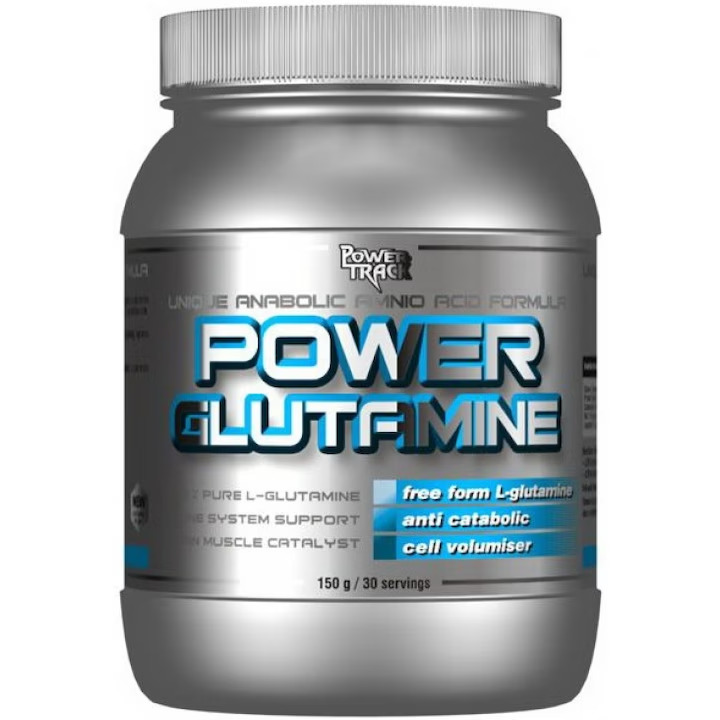 POWER
TRACK
UNIQUE ANABOLIC AMNIO ACID FORMULA
POWER
GLUTAMINE
PURE L-GLUTAMINE
free form L-glutamine
SYSTEM SUPPORT
anti catabolic
MUSCLE CATALYST
cell volumiser
150 g / 30 servings